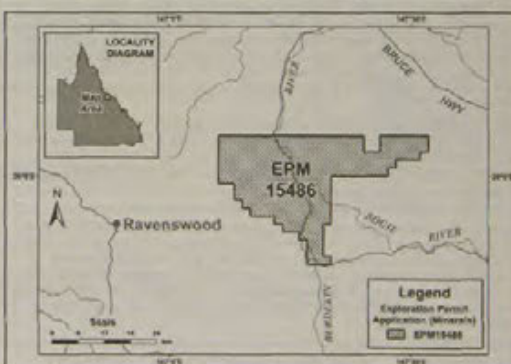 LOCALITY
DIAGRAM
Area
RIVER
BRUCE
HWY
EPM
15486
N
Ravenswood
BOGIE
RIVER
BURDEKIN
Scale
Legend
Exploration Permit
Application (Minerals)
EPM15486